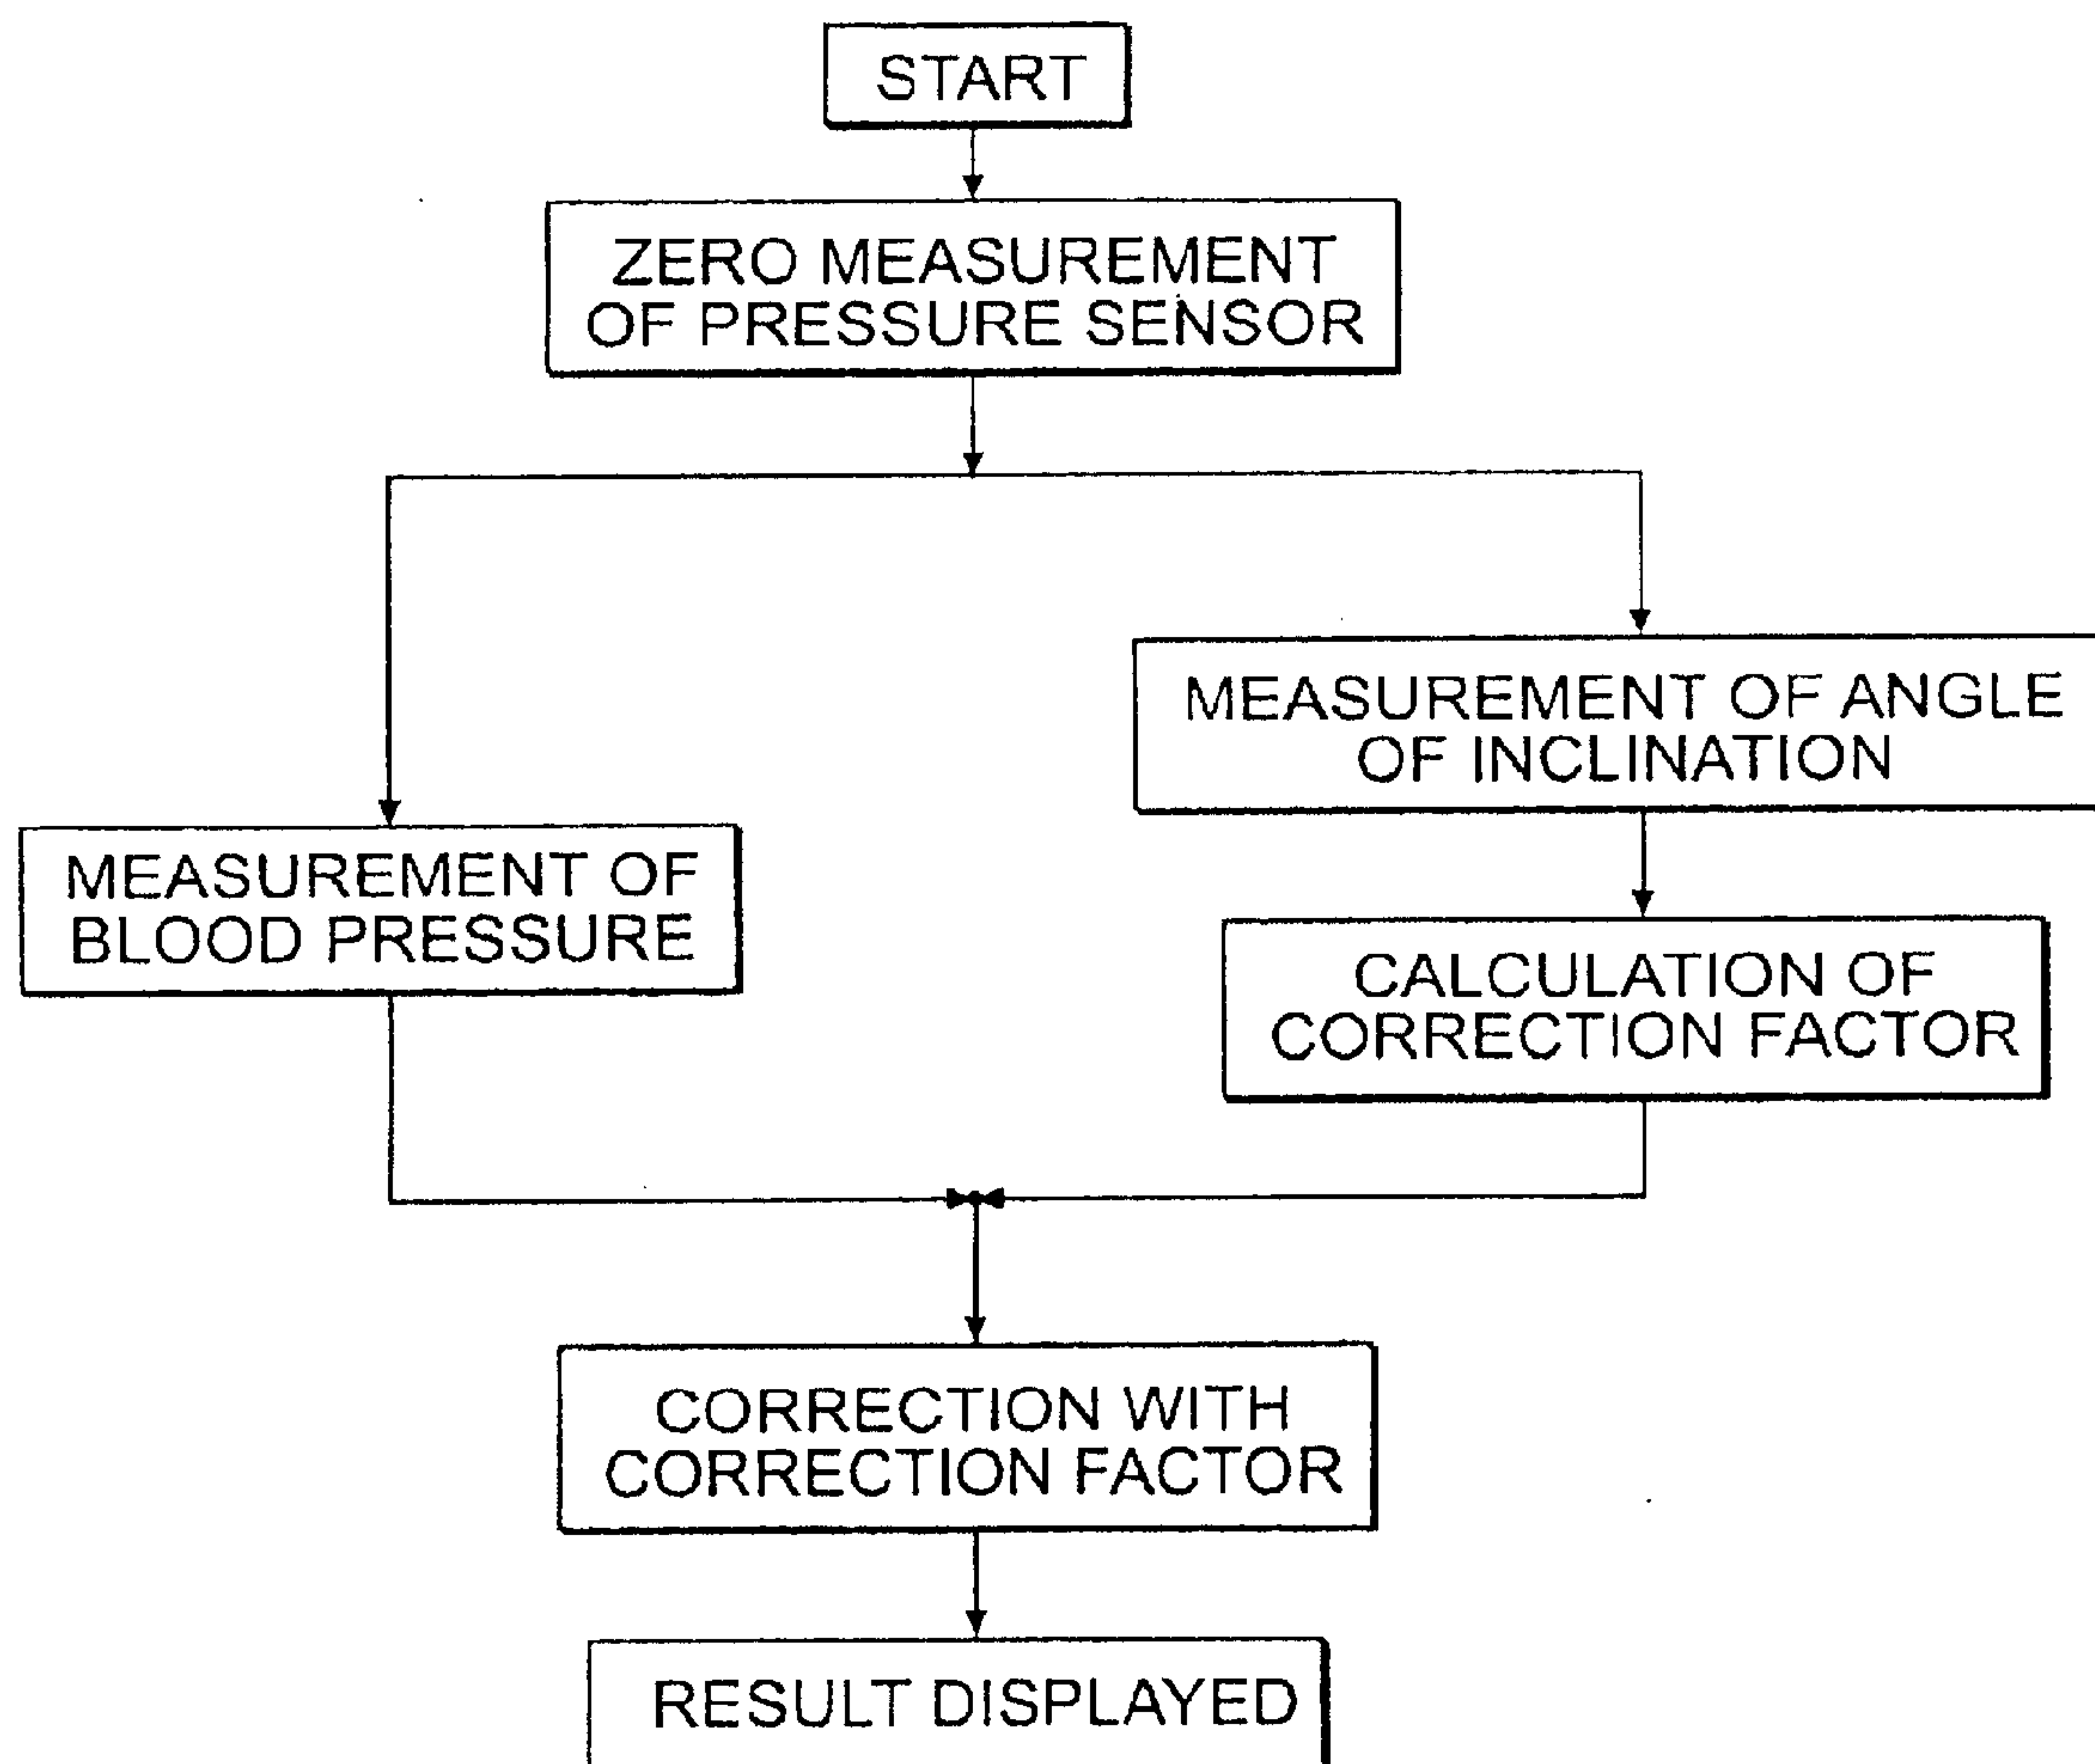 START
ZERO MEASUREMENT
OF PRESSURE SENSOR
MEASUREMENT OF ANGLE
OF INCLINATION
MEASUREMENT OF
BLOOD PRESSURE
CALCULATION OF
CORRECTION FACTOR
CORRECTION WITH
CORRECTION FACTOR
RESULT DISPLAYED